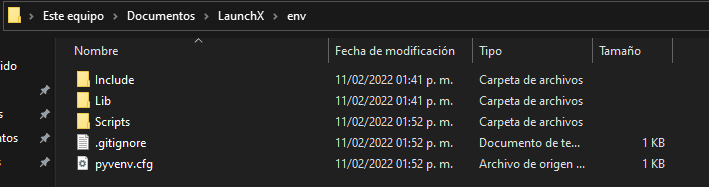 Este equipo > Documentos > LaunchX > env
Nombre Fecha de modificación Tipo Tamaño
ido
Include 11/02/2022 01:41 p. m. Carpeta de archivos
Lib 11/02/2022 01:41 p. m. Carpeta de archivos
Scripts 11/02/2022 01:52 p. m. Carpeta de archivos
ntos .gitignore 11/02/2022 01:52 p. m. Documento de te... 1 KB
pyvenv.cfg 11/02/2022 01:52 p. m. Archivo de origen ... 1 KB